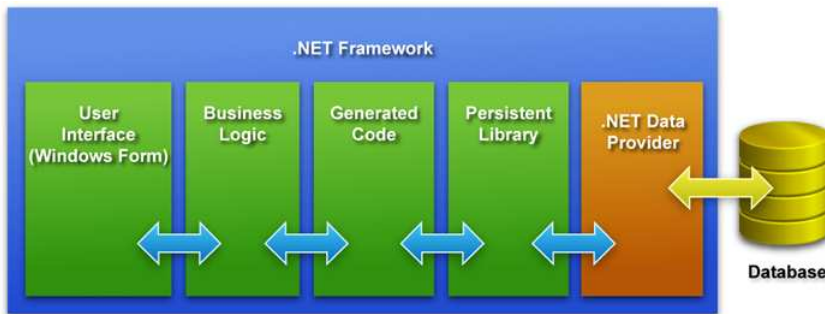 .NET Framework
User
Interface
(Windows Form)
Business
Logic
Generated
Code
Persistent
Library
.NET Data
Provider
Database